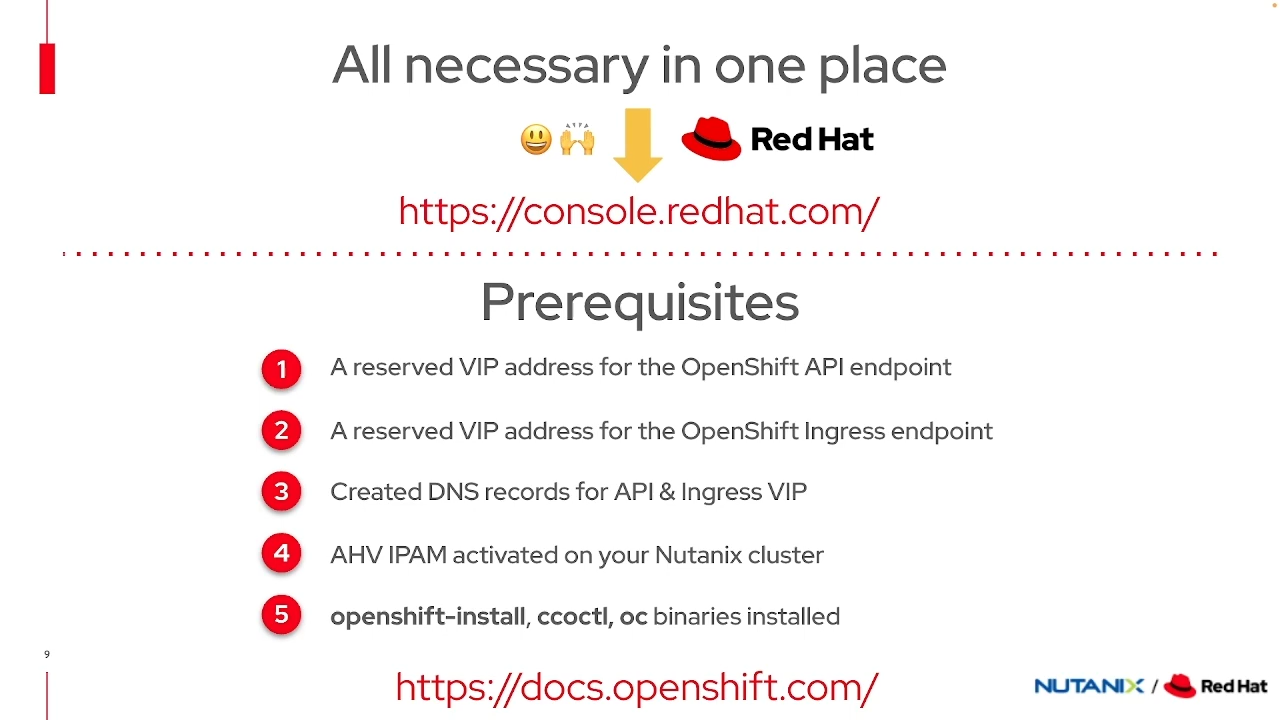 All necessary in one place
Red Hat
https://console.redhat.com/
Prerequisites
1 A reserved VIP address for the OpenShift API endpoint
2 A reserved VIP address for the OpenShift Ingress endpoint
3 Created DNS records for API & Ingress VIP
4 AHV IPAM activated on your Nutanix cluster
5 openshift-install, ccoctl, oc binaries installed
9
https://docs.openshift.com/
NUTANIX / Red Hat